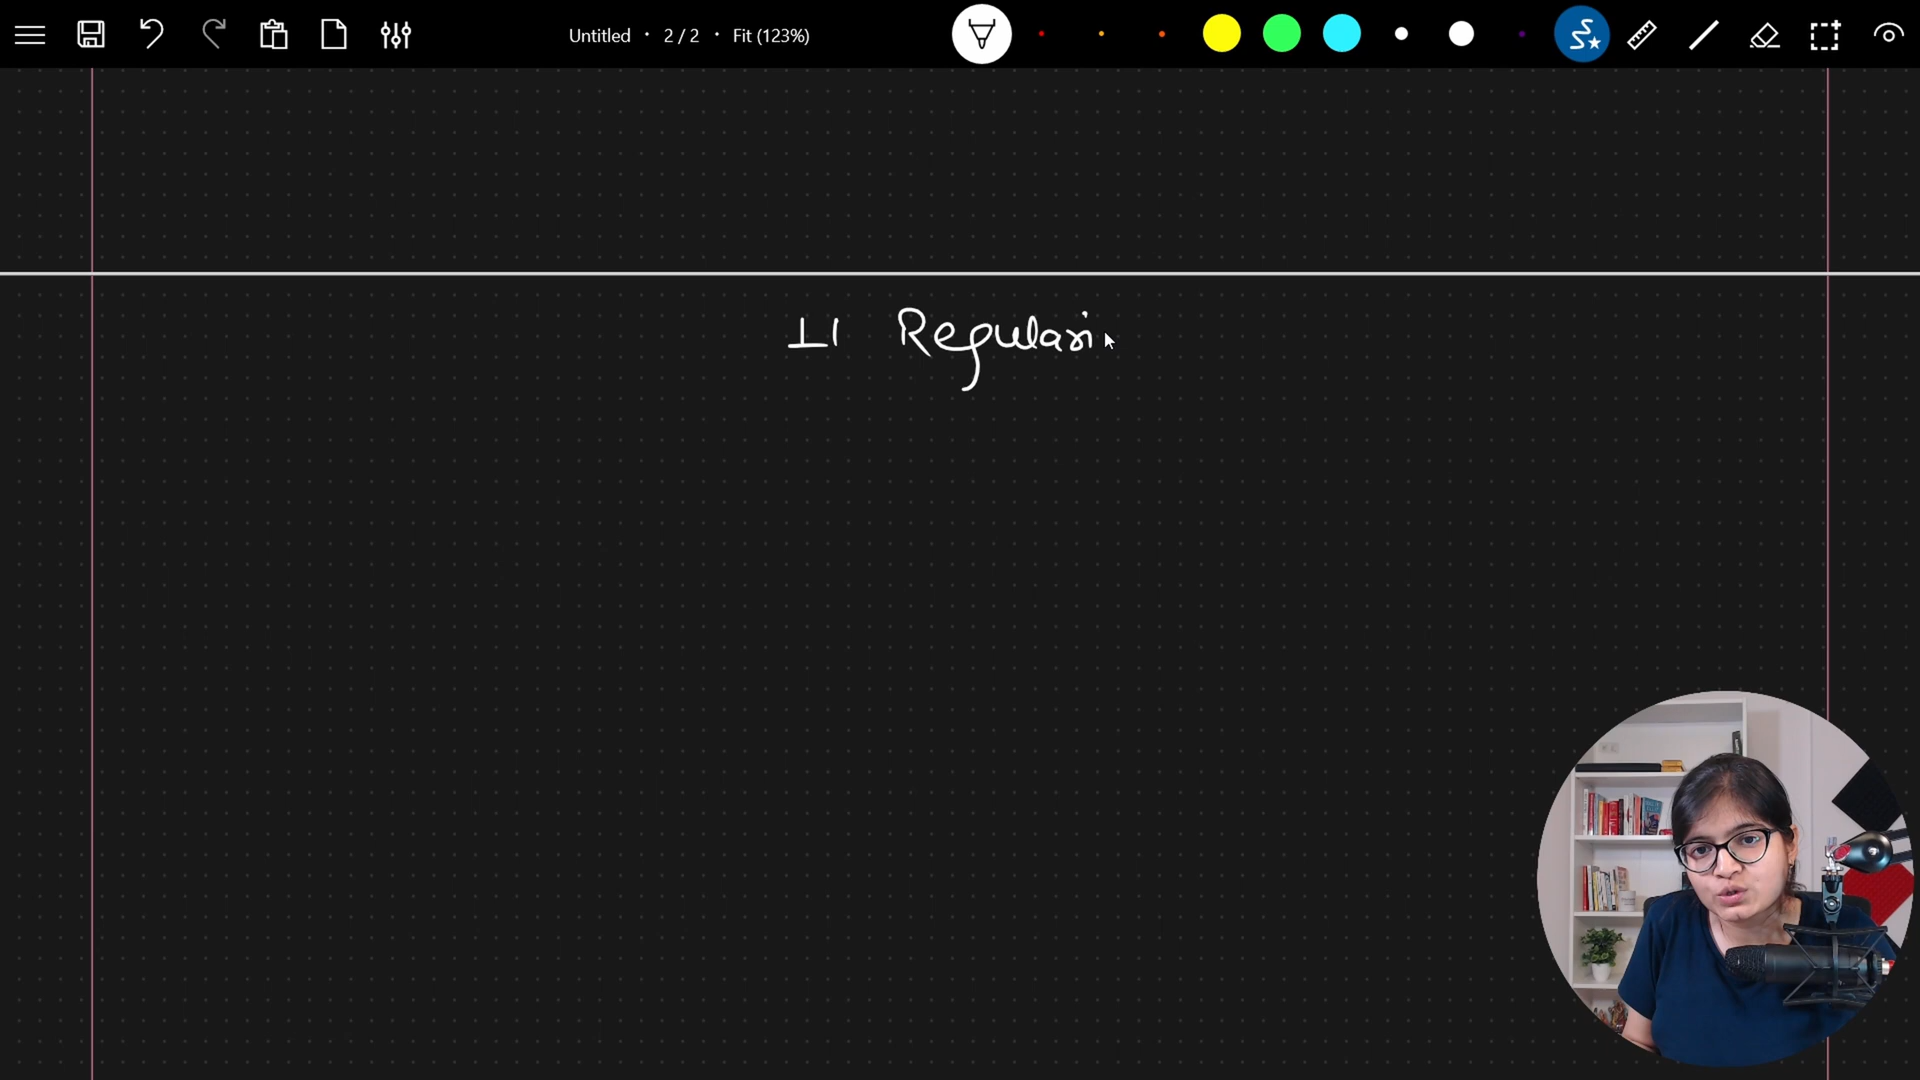 Untitled • 2 / 2 • Fit (123%)
L1 Regulari